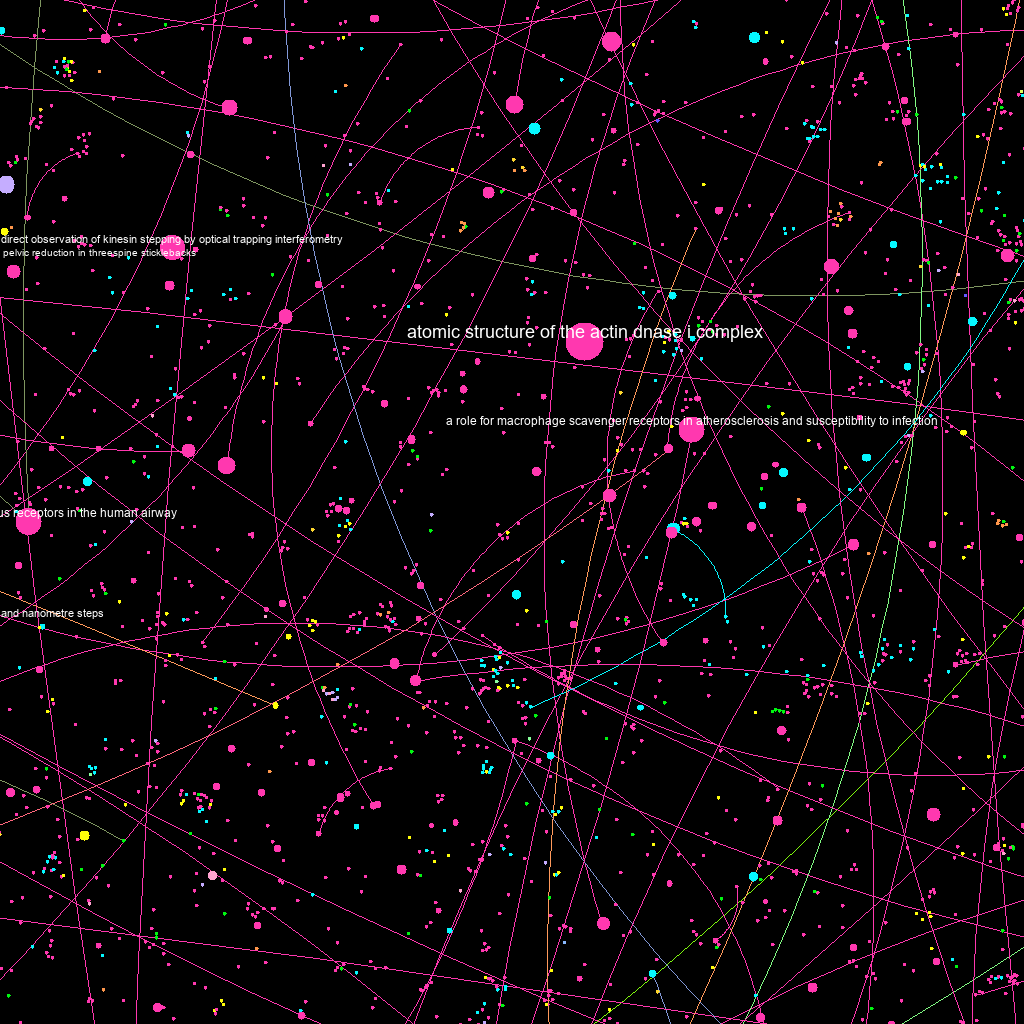 direct observation of kinesin stepping by optical trapping interferometry
pelvic reduction in threespine sticklebacks
atomic structure of the actin dnase i complex
a role for macrophage scavenger receptors in atherosclerosis and susceptibility to infection
receptors in the human airway
and nanometre steps